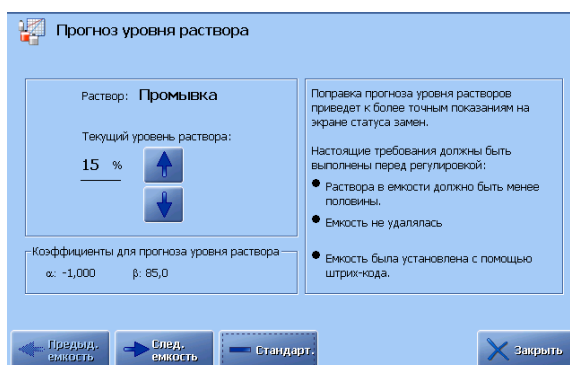 Прогноз уровня раствора
Раствор: Промывка
Текущий уровень раствора:
15 %
Коэффициенты для прогноза уровня раствора
α: -1,000 β: 85,0
Поправка прогноза уровня растворов
приведет к более точным показаниям на
экране статуса замен.
Настоящие требования должны быть
выполнены перед регулировкой:
● Раствора в емкости должно быть менее
половины.
● Емкость не удалялась
● Емкость была установлена с помощью
штрих-кода.
Предыд.
емкость
След.
емкость
Стандарт.
Закрыть